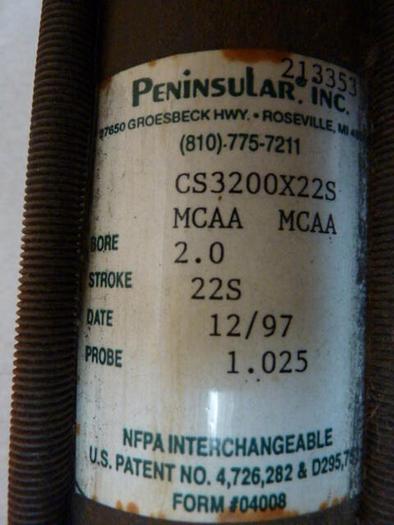 213353
PENINSULAR, INC.
27650 GROESBECK HWY. • ROSEVILLE, MI
(810)-775-7211
CS3200X22S
MCAA MCAA
BORE 2.0
STROKE 22S
DATE 12/97
PROBE 1.025
NFPA INTERCHANGEABLE
U.S. PATENT NO. 4,726,282 & D295,
FORM #04008